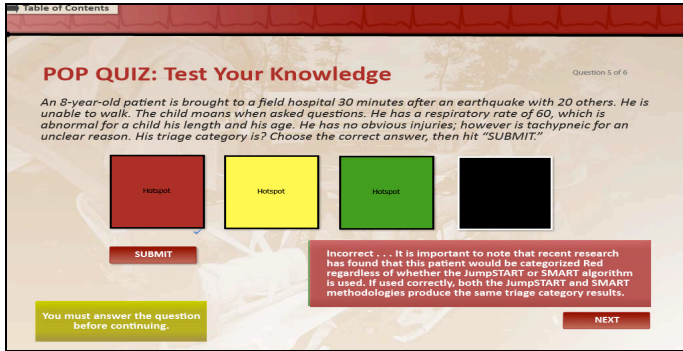 Table of Contents
POP QUIZ: Test Your Knowledge
Question 5 of 6
An 8-year-old patient is brought to a field hospital 30 minutes after an earthquake with 20 others. He is
unable to walk. The child moans when asked questions. He has a respiratory rate of 60, which is
abnormal for a child his length and his age. He has no obvious injuries; however is tachypneic for an
unclear reason. His triage category is? Choose the correct answer, then hit “SUBMIT.”
Hotspot
Hotspot
Hotspot
SUBMIT
Incorrect . . . It is important to note that recent research
has found that this patient would be categorized Red
regardless of whether the JumpSTART or SMART algorithm
is used. If used correctly, both the JumpSTART and SMART
methodologies produce the same triage category results.
You must answer the question
before continuing.
NEXT